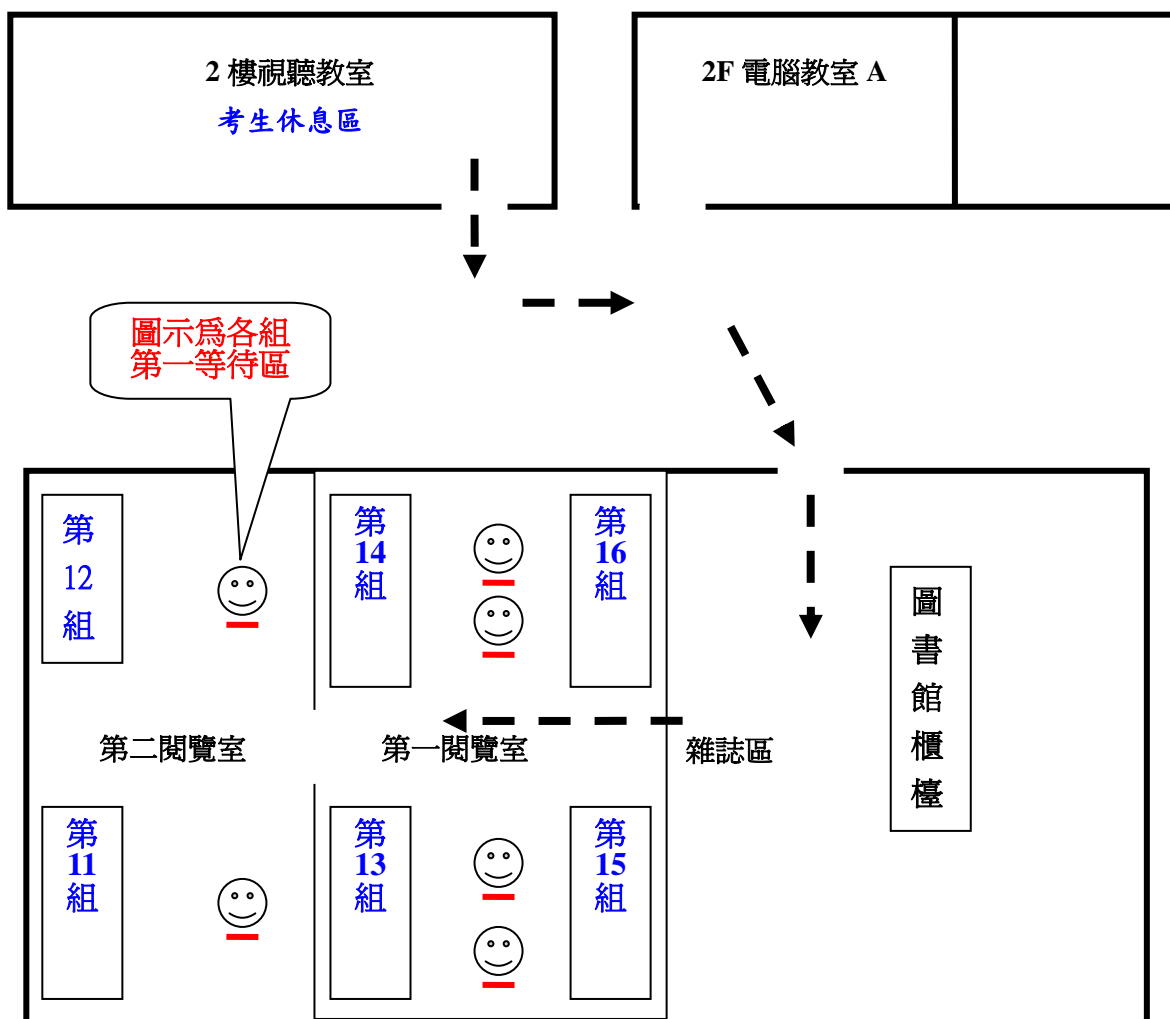 2 樓視聽教室
考生休息區
2F 電腦教室 A
圖示爲各組
第一等待區
第
12
組
第
14
組
第
16
組
圖
書
館
櫃
檯
第二閱覽室
第一閱覽室
雜誌區
第
11
組
第
13
組
第
15
組